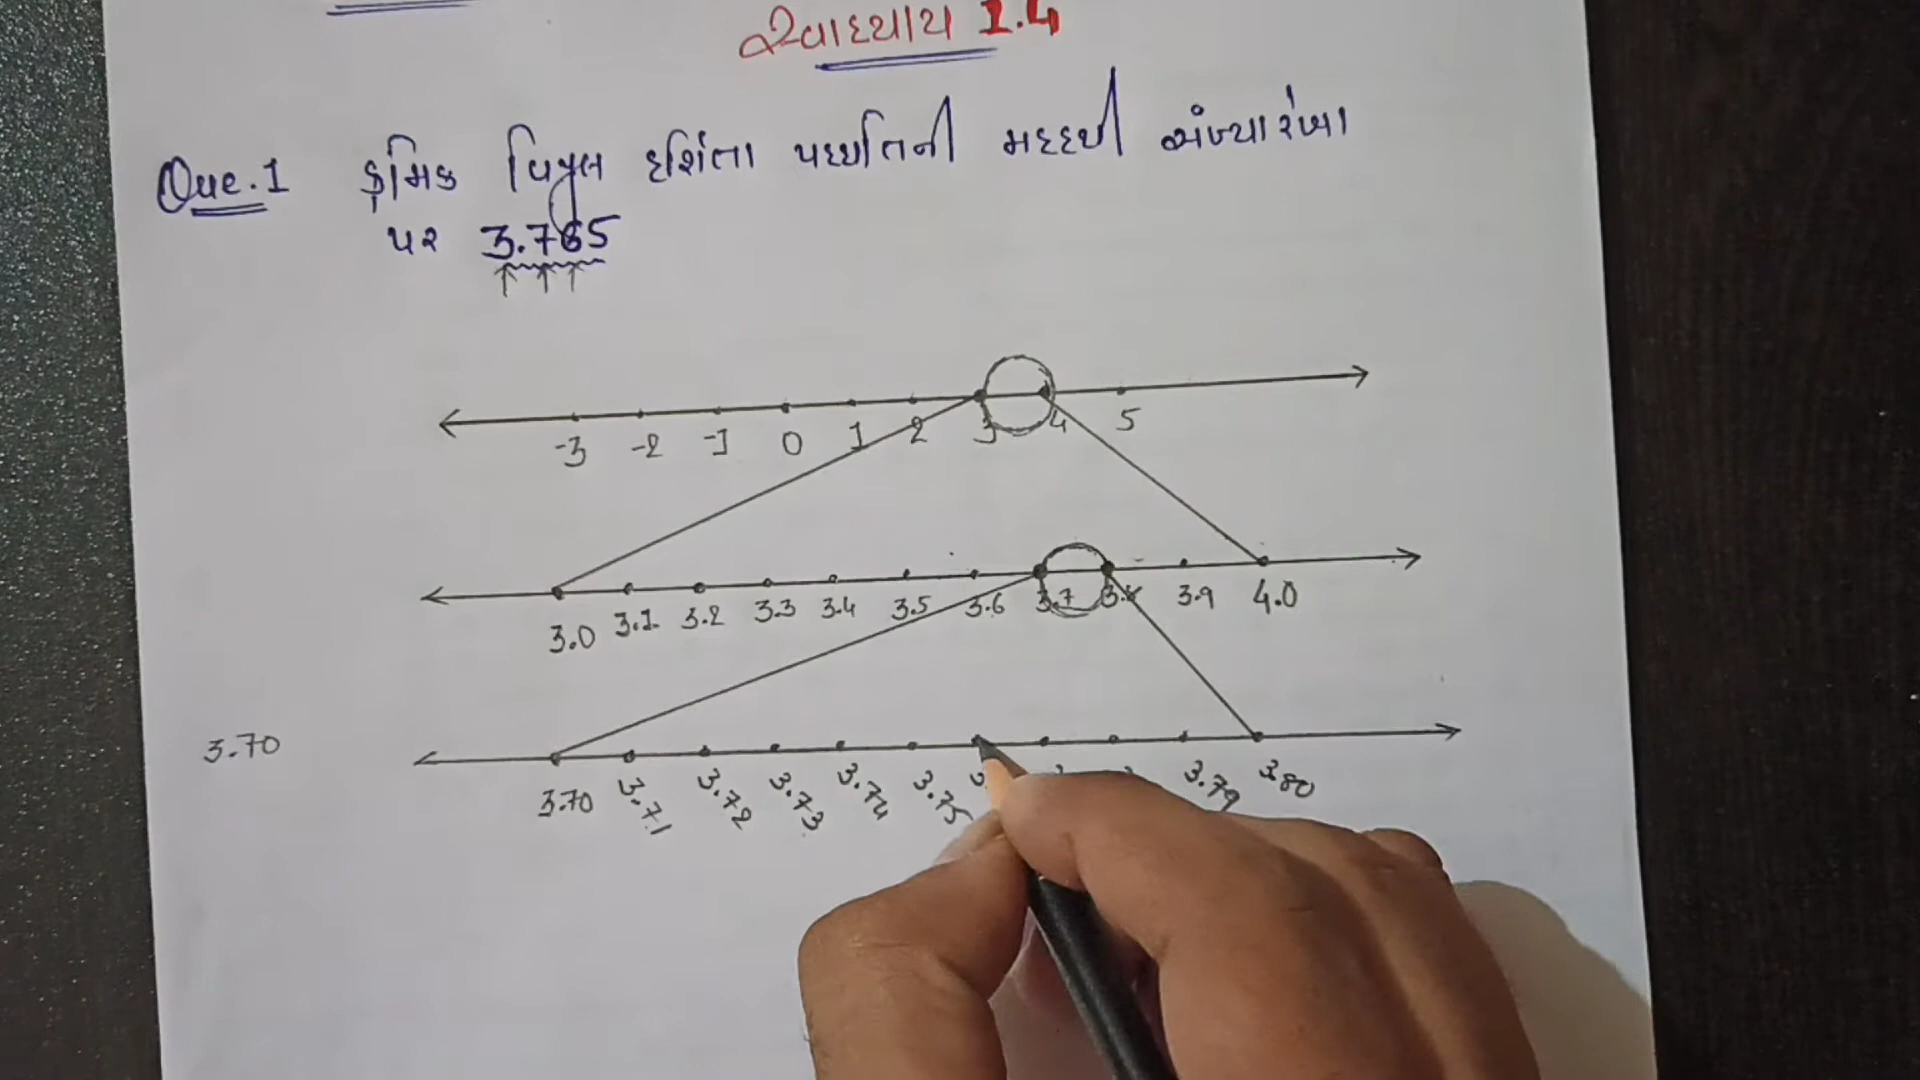 સ્વાધ્યાય 1.4
Que.1 ક્રમિક વિપુલ દર્શિતા પધ્ધતિની મદદથી સંખ્યારેખા
પર 3.765
-3 -2 -1 0 1 2 3 4 5
3.0 3.1 3.2 3.3 3.4 3.5 3.6 3.7 3.8 3.9 4.0
3.70
3.70 3.71 3.72 3.73 3.74 3.75 3.79 3.80